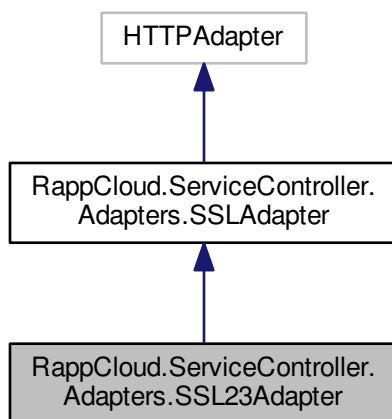 HTTPAdapter
RappCloud.ServiceController.
Adapters.SSLAdapter
RappCloud.ServiceController.
Adapters.SSL23Adapter